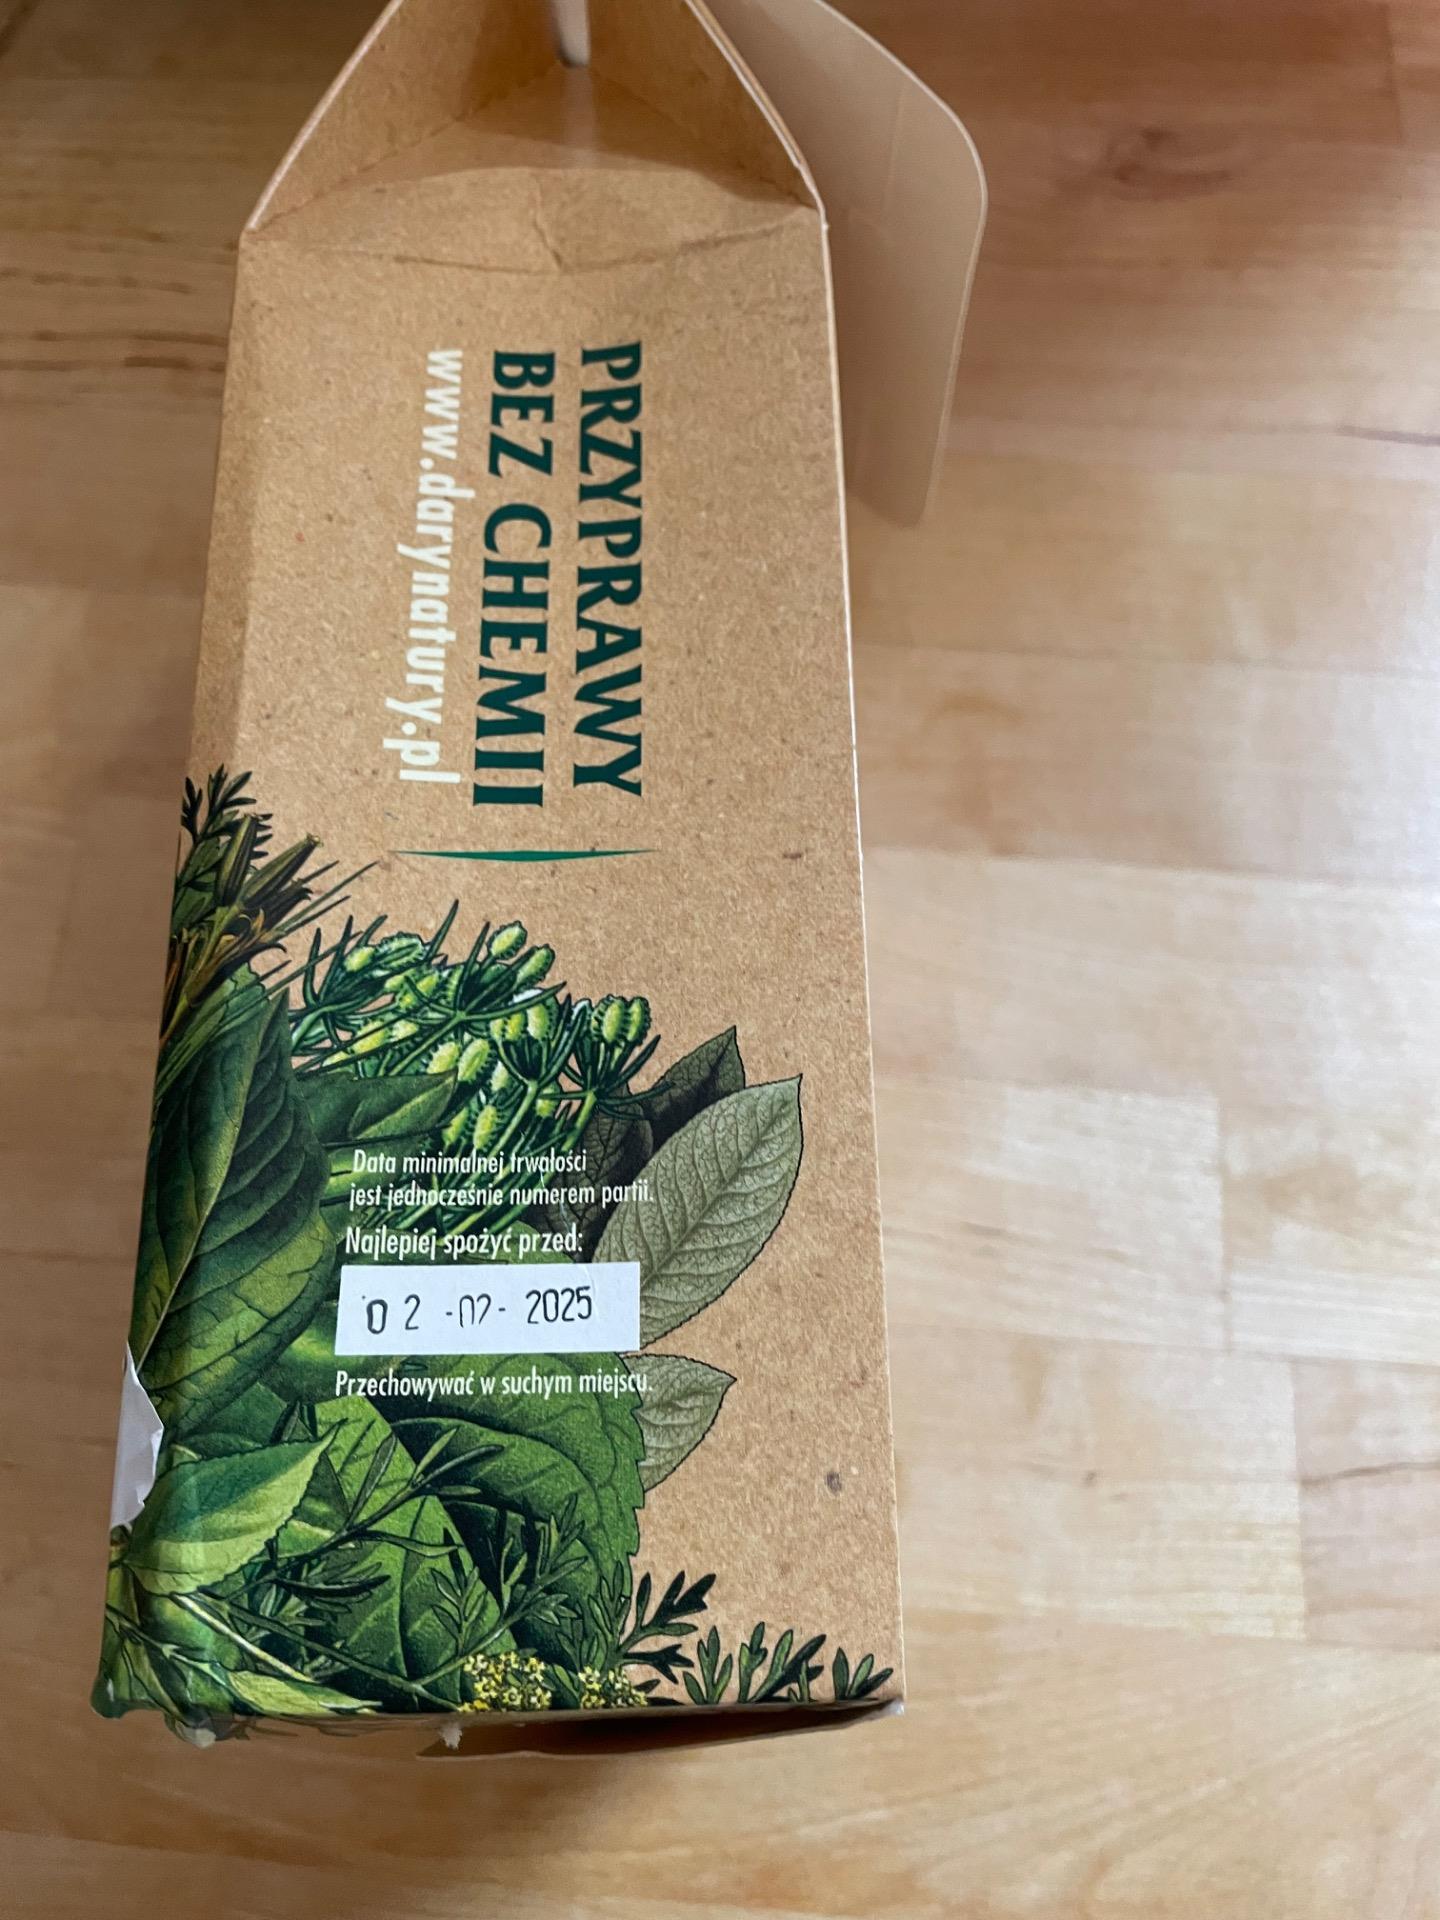 PRZYPRAWY
BEZ CHEMII
www.darynatury.pl
Data minimalnej trwałości
jest jednocześnie numerem partii.
Najlepiej spożyć przed:
02 -02- 2025
Przechowywać w suchym miejscu.